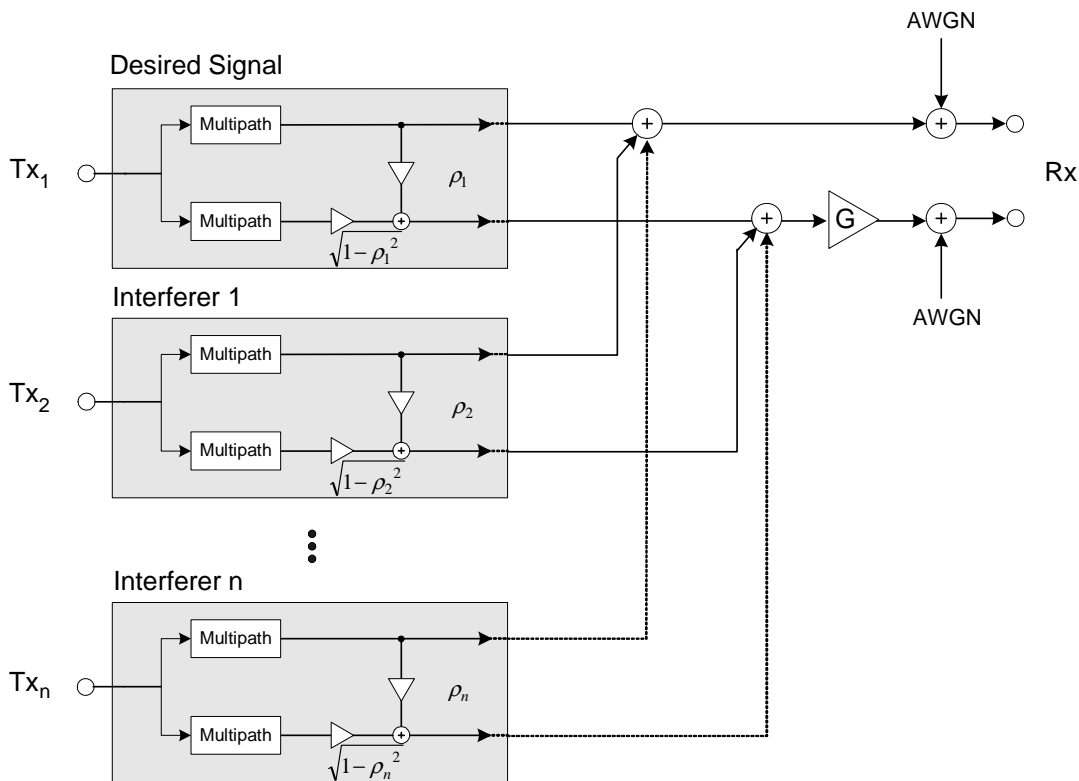 AWGN
Desired Signal
Multipath
+
+
Tx₁
ρ₁
Rx
Multipath
+
+
G
+
√1−ρ₁²
Interferer 1
AWGN
Multipath
Tx₂
ρ₂
Multipath
+
√1−ρ₂²
Interferer n
Multipath
Txₙ
ρₙ
Multipath
+
√1−ρₙ²